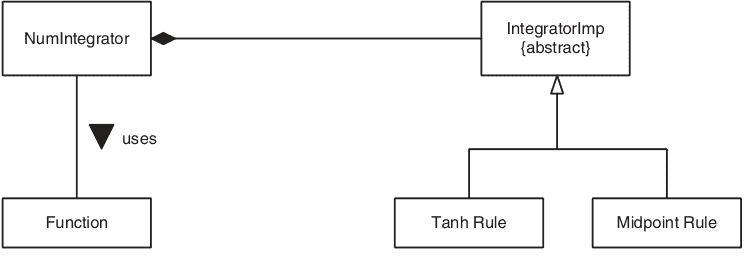 NumIntegrator
IntegratorImp
{abstract}
uses
Function
Tanh Rule
Midpoint Rule